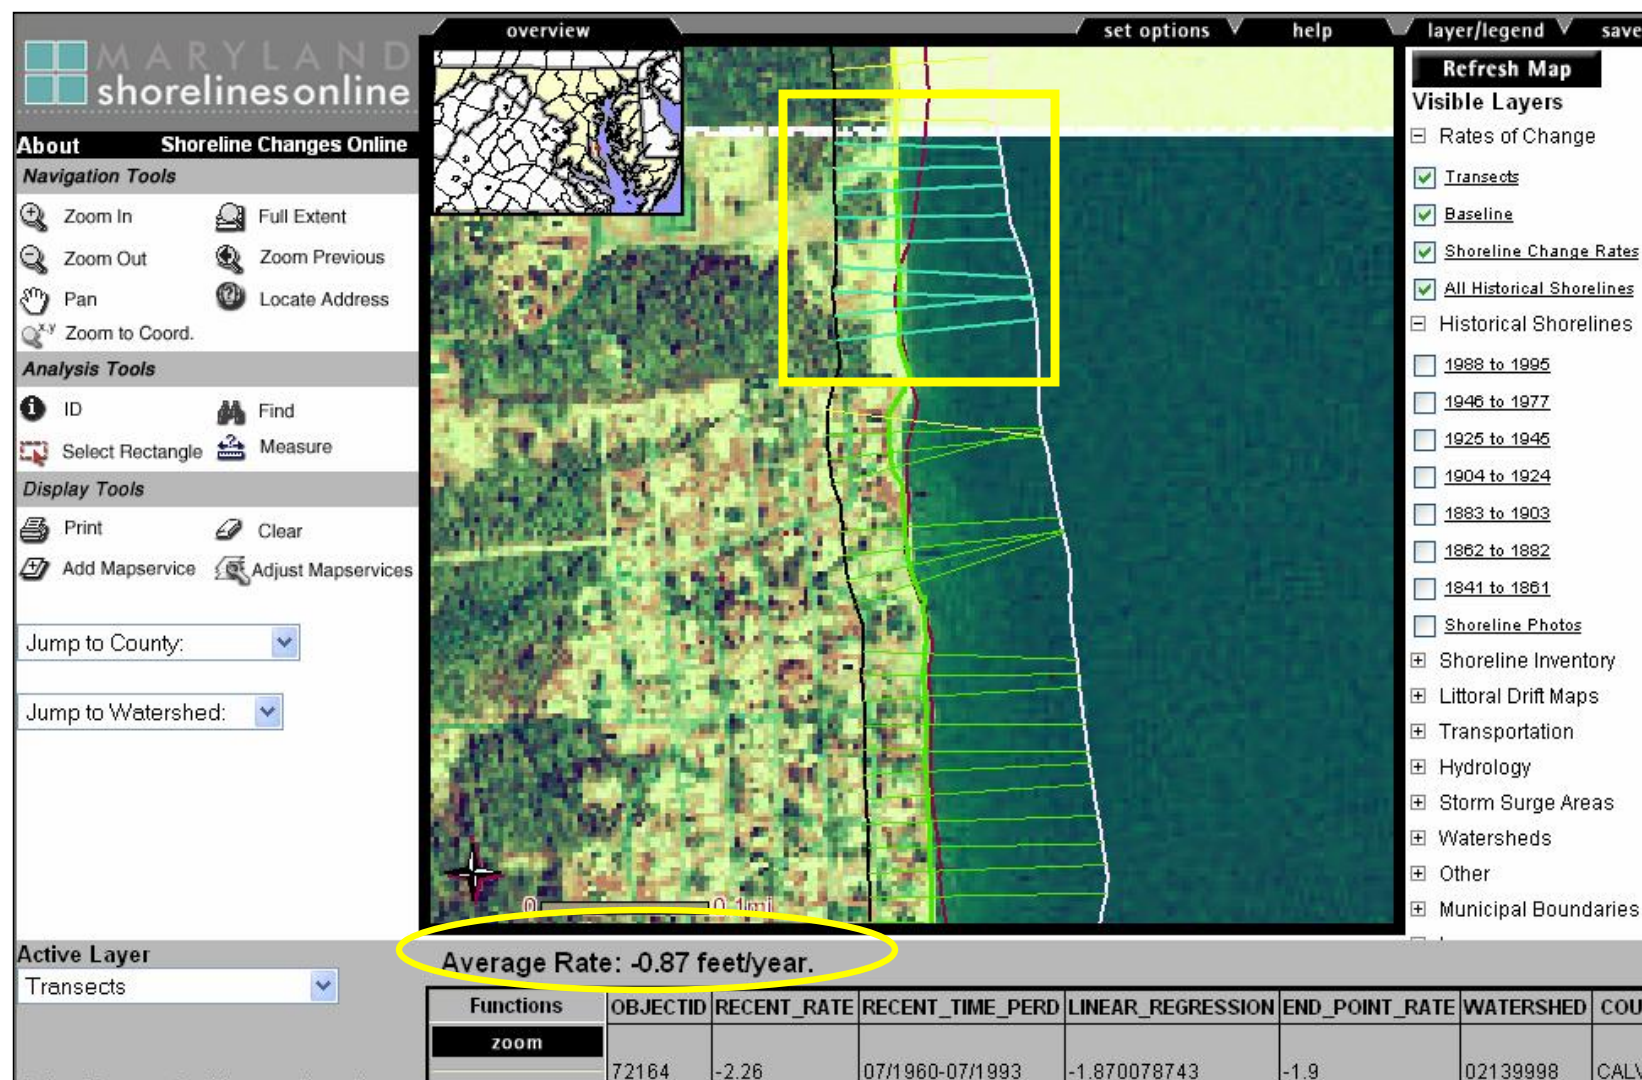 MARYLAND
shorelinesonline
About Shoreline Changes Online
Navigation Tools
Zoom In Full Extent
Zoom Out Zoom Previous
Pan Locate Address
x,y Zoom to Coord.
Analysis Tools
ID Find
Select Rectangle Measure
Display Tools
Print Clear
Add Mapservice Adjust Mapservices
Jump to County:
Jump to Watershed:
overview set options help layer/legend save
0 0.1mi
Refresh Map
Visible Layers
Rates of Change
Transects
Baseline
Shoreline Change Rates
All Historical Shorelines
Historical Shorelines
1988 to 1995
1946 to 1977
1925 to 1945
1904 to 1924
1883 to 1903
1862 to 1882
1841 to 1861
Shoreline Photos
Shoreline Inventory
Littoral Drift Maps
Transportation
Hydrology
Storm Surge Areas
Watersheds
Other
Municipal Boundaries
Active Layer
Transects
Average Rate: -0.87 feet/year.
Functions OBJECTID RECENT_RATE RECENT_TIME_PERD LINEAR_REGRESSION END_POINT_RATE WATERSHED COU
zoom
72164 -2.26 07/1960-07/1993 -1.870078743 -1.9 02139998 CALV